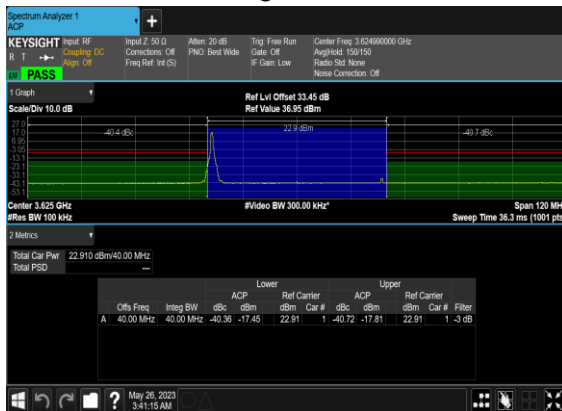 Spectrum Analyzer 1
ACP
+
KEYSIGHT Input: RF Input Z: 50 Ω Atten: 20 dB Trig: Free Run Center Freq: 3.624990000 GHz
R T Coupling: DC Corrections: Off PNO: Best Wide Gate: Off Avg|Hold: 150/150
Align: Off Freq Ref: Int (S) IF Gain: Low Radio Std: None
Noise Correction: Off
PASS
1 Graph
Scale/Div 10.0 dB Ref Lvl Offset 33.45 dB
Ref Value 36.95 dBm
27.0
17.0 -40.4 dBc 22.9 dBm -40.7 dBc
6.95
-3.05
-13.1
-23.1
-33.1
-43.1
-53.1
Center 3.625 GHz #Video BW 300.00 kHz* Span 120 MH
#Res BW 100 kHz Sweep Time 36.3 ms (1001 pts
2 Metrics
Total Car Pwr 22.910 dBm/40.00 MHz
Total PSD ---
Lower Upper
ACP Ref Carrier ACP Ref Carrier
Offs Freq Integ BW dBc dBm dBm Car # dBc dBm dBm Car # Filter
A 40.00 MHz 40.00 MHz -40.36 -17.45 22.91 1 -40.72 -17.81 22.91 1 -3 dB
? May 26, 2023
3:41:15 AM